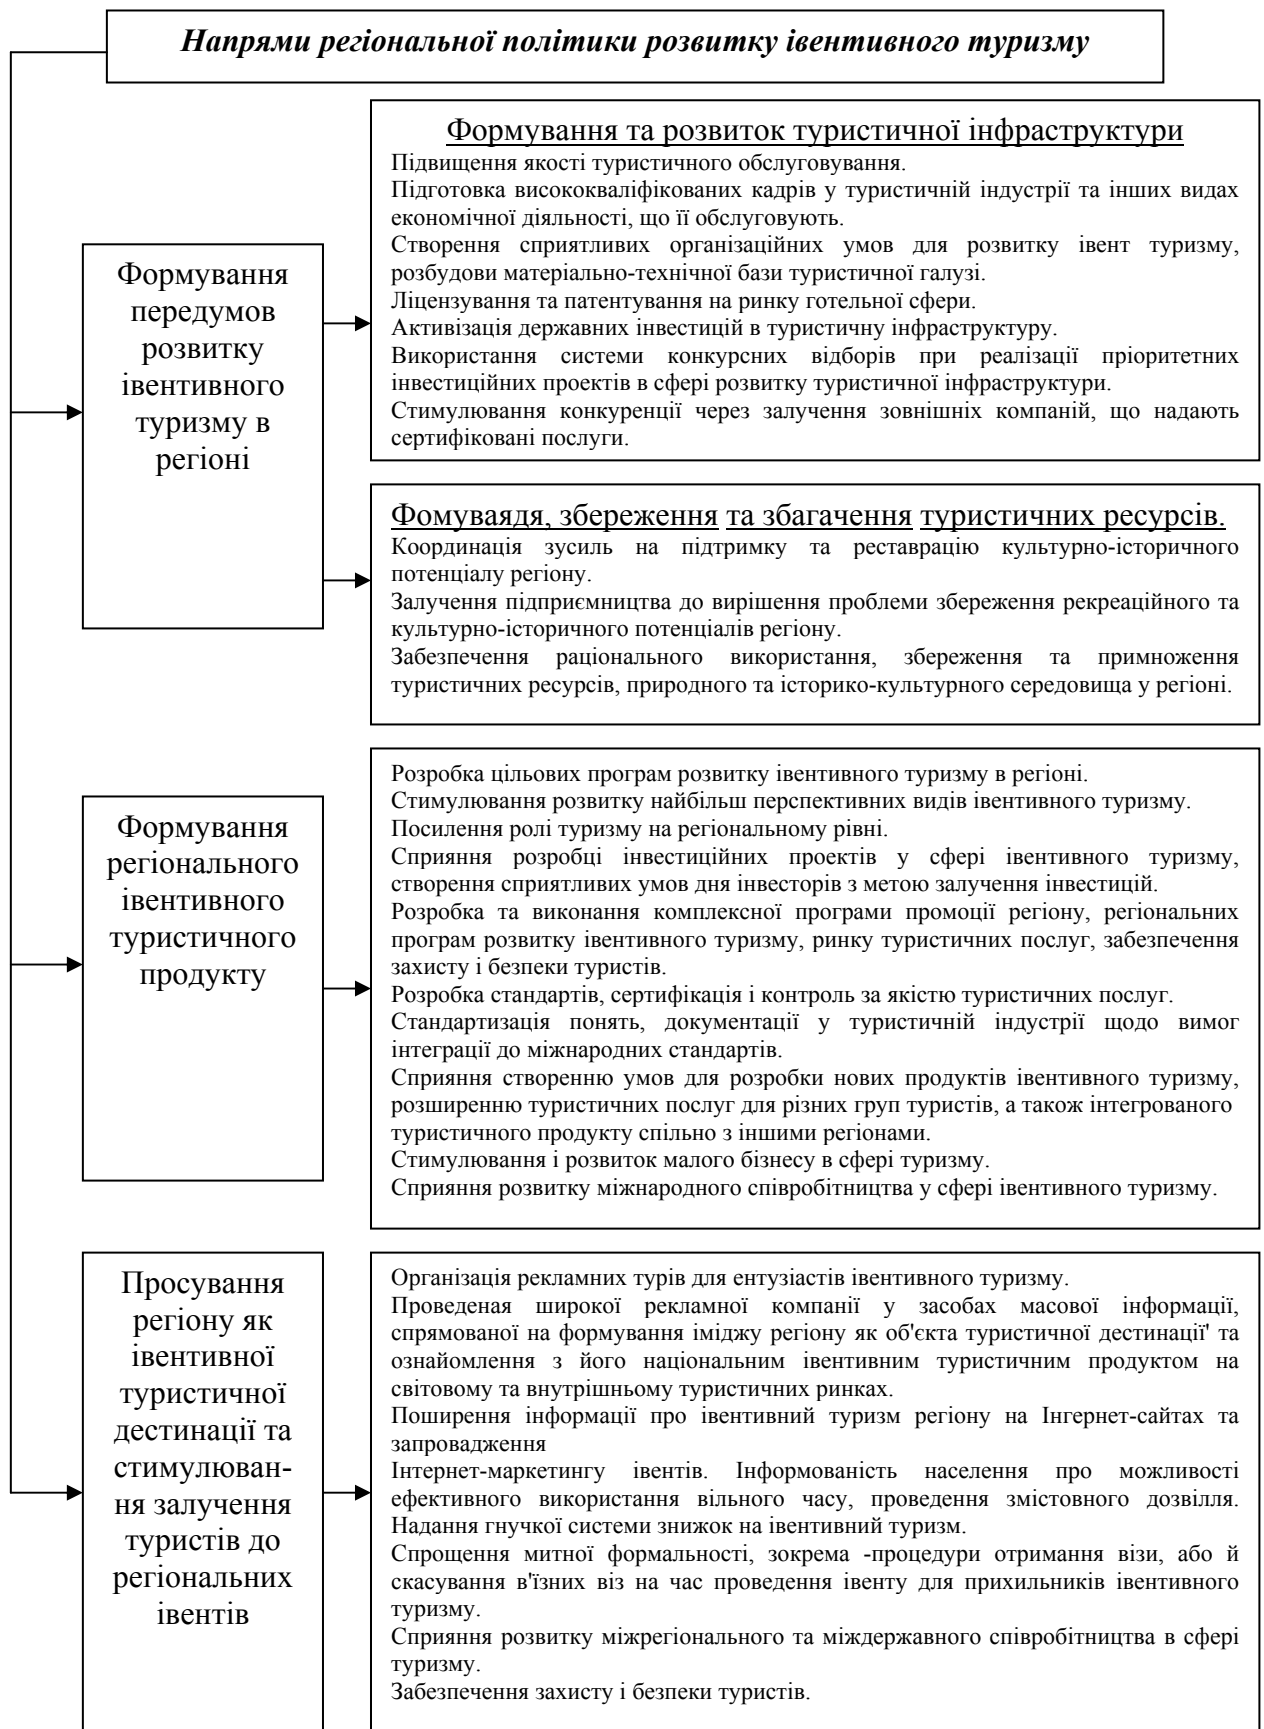 Напрями регіональної політики розвитку івентивного туризму
Формування та розвиток туристичної інфраструктури
Підвищення якості туристичного обслуговування.
Підготовка висококваліфікованих кадрів у туристичній індустрії та інших видах
економічної діяльності, що її обслуговують.
Створення сприятливих організаційних умов для розвитку івент туризму,
розбудови матеріально-технічної бази туристичної галузі.
Ліцензування та патентування на ринку готельної сфери.
Активізація державних інвестицій в туристичну інфраструктуру.
Використання системи конкурсних відборів при реалізації пріоритетних
інвестиційних проектів в сфері розвитку туристичної інфраструктури.
Стимулювання конкуренції через залучення зовнішніх компаній, що надають
сертифіковані послуги.
Формування
передумов
розвитку
івентивного
туризму в
регіоні
Фомуваядя, збереження та збагачення туристичних ресурсів.
Координація зусиль на підтримку та реставрацію культурно-історичного
потенціалу регіону.
Залучення підприємництва до вирішення проблеми збереження рекреаційного та
культурно-історичного потенціалів регіону.
Забезпечення раціонального використання, збереження та примноження
туристичних ресурсів, природного та історико-культурного середовища у регіоні.
Формування
регіонального
івентивного
туристичного
продукту
Розробка цільових програм розвитку івентивного туризму в регіоні.
Стимулювання розвитку найбільш перспективних видів івентивного туризму.
Посилення ролі туризму на регіональному рівні.
Сприяння розробці інвестиційних проектів у сфері івентивного туризму,
створення сприятливих умов дня інвесторів з метою залучення інвестицій.
Розробка та виконання комплексної програми промоції регіону, регіональних
програм розвитку івентивного туризму, ринку туристичних послуг, забезпечення
захисту і безпеки туристів.
Розробка стандартів, сертифікація і контроль за якістю туристичних послуг.
Стандартизація понять, документації у туристичній індустрії щодо вимог
інтеграції до міжнародних стандартів.
Сприяння створенню умов для розробки нових продуктів івентивного туризму,
розширенню туристичних послуг для різних груп туристів, а також інтегрованого
туристичного продукту спільно з іншими регіонами.
Стимулювання і розвиток малого бізнесу в сфері туризму.
Сприяння розвитку міжнародного співробітництва у сфері івентивного туризму.
Просування
регіону як
івентивної
туристичної
дестинації та
стимулюван-
ня залучення
туристів до
регіональних
івентів
Організація рекламних турів для ентузіастів івентивного туризму.
Проведеная широкої рекламної компанії у засобах масової інформації,
спрямованої на формування іміджу регіону як об'єкта туристичної дестинації' та
ознайомлення з його національним івентивним туристичним продуктом на
світовому та внутрішньому туристичних ринках.
Поширення інформації про івентивний туризм регіону на Інгернет-сайтах та
запровадження
Інтернет-маркетингу івентів. Інформованість населення про можливості
ефективного використання вільного часу, проведення змістовного дозвілля.
Надання гнучкої системи знижок на івентивний туризм.
Спрощення митної формальності, зокрема -процедури отримання візи, або й
скасування в'їзних віз на час проведення івенту для прихильників івентивного
туризму.
Сприяння розвитку міжрегіонального та міждержавного співробітництва в сфері
туризму.
Забезпечення захисту і безпеки туристів.